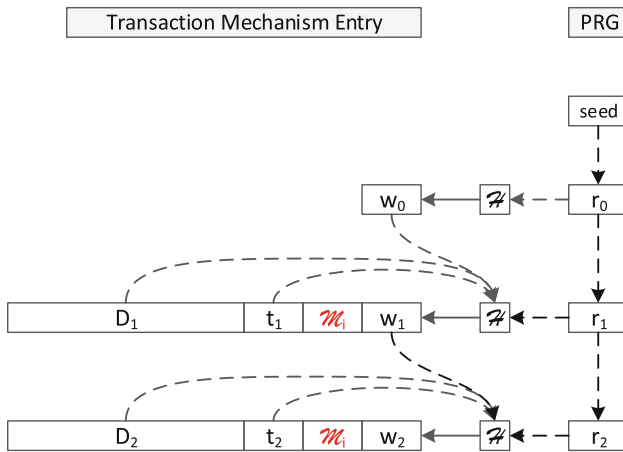 Transaction Mechanism Entry PRG
seed
w₀ ℋ r₀
D₁ t₁ ℳᵢ w₁ ℋ r₁
D₂ t₂ ℳᵢ w₂ ℋ r₂